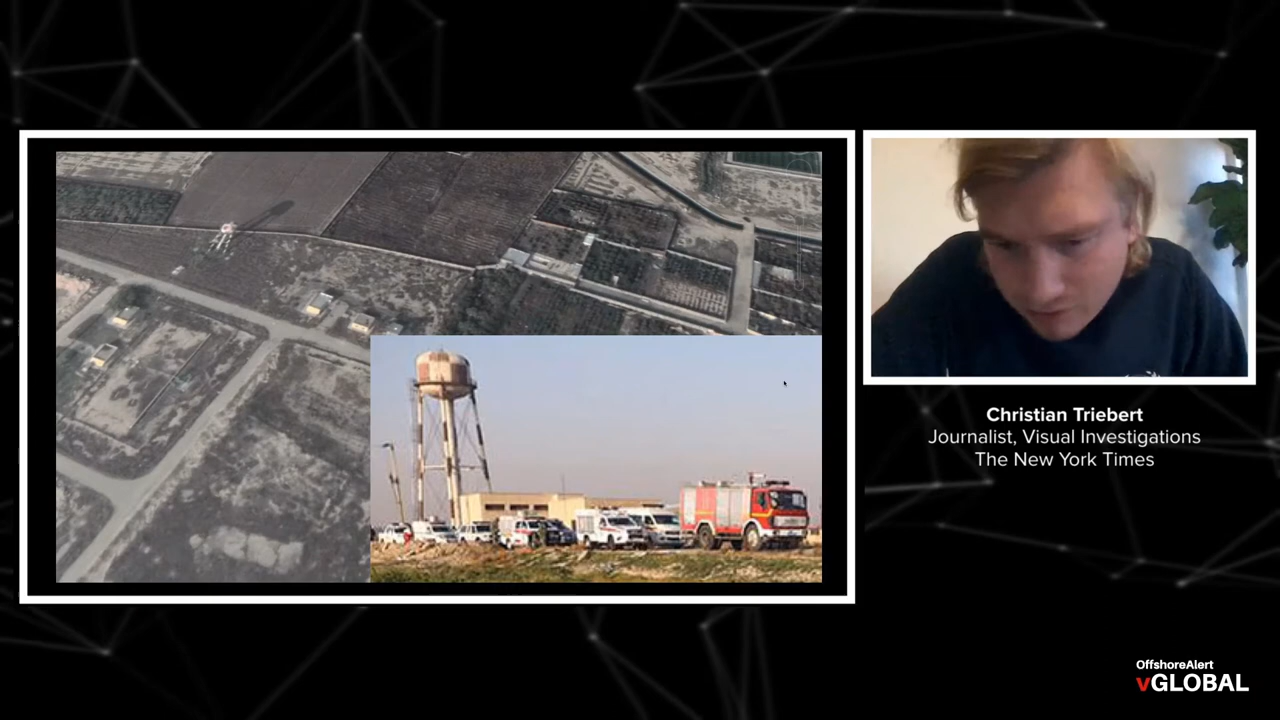 Christian Triebert
Journalist, Visual Investigations
The New York Times
OffshoreAlert
vGLOBAL